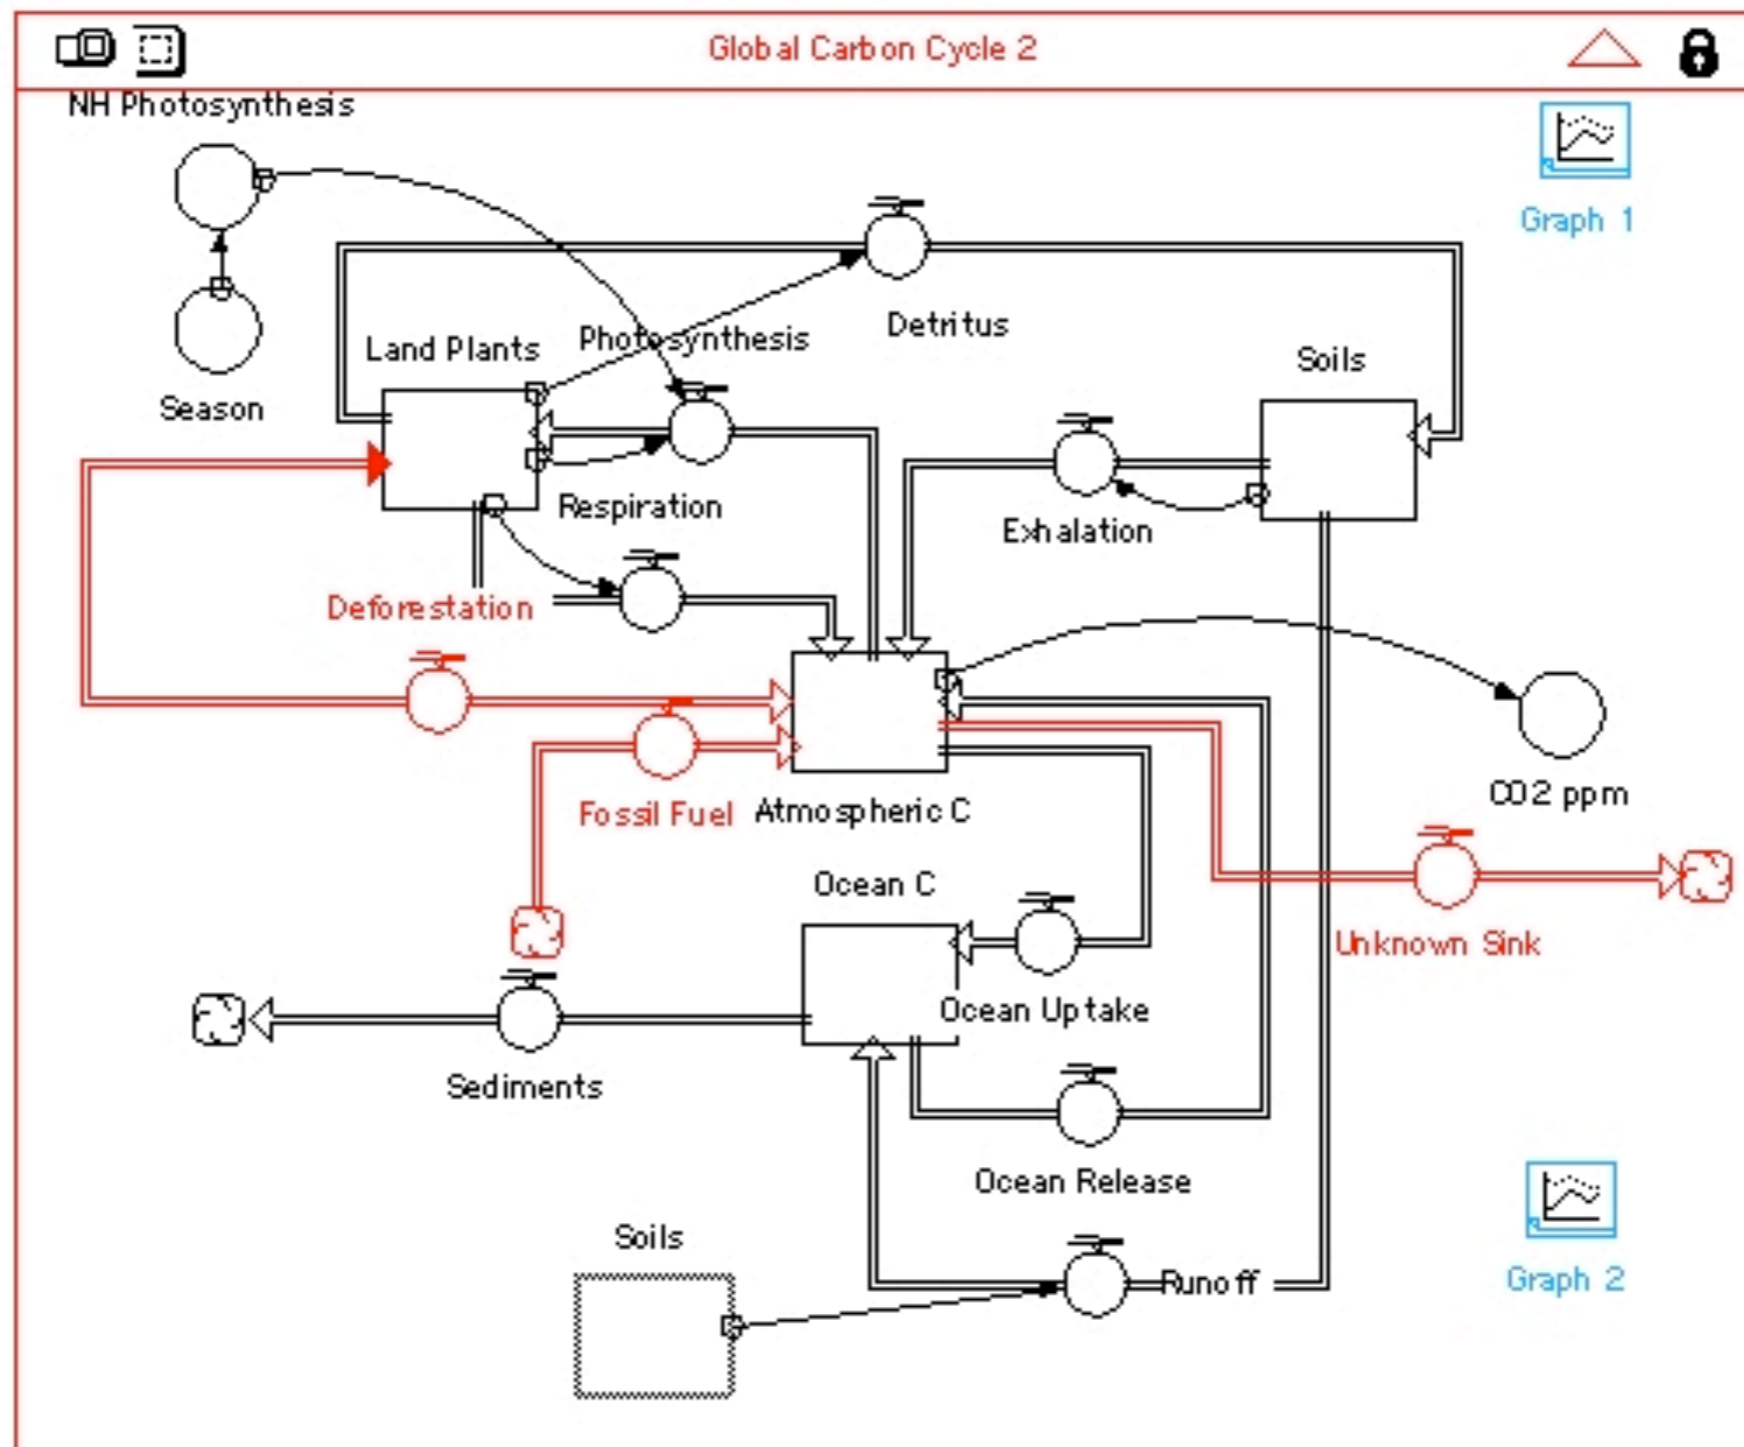 Global Carbon Cycle 2
NH Photosynthesis
Graph 1
Detritus
Photosynthesis
Land Plants
Soils
Season
Respiration
Exhalation
Deforestation
CO2 ppm
Fossil Fuel
Atmospheric C
Ocean C
Unknown Sink
Ocean Uptake
Sediments
Ocean Release
Soils
Runoff
Graph 2